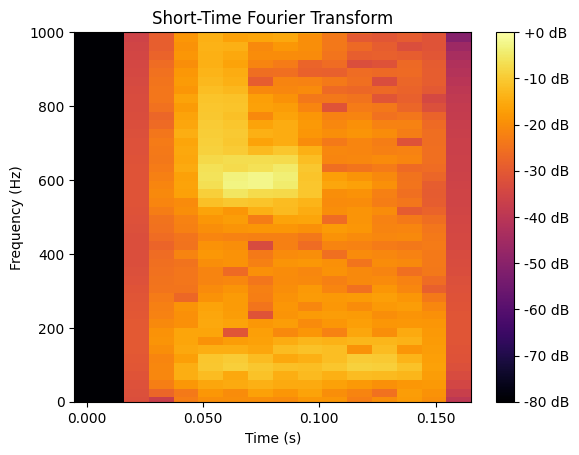 Short-Time Fourier Transform
Frequency (Hz)
1000
800
600
400
200
0
0.000
0.050
0.100
0.150
Time (s)
+0 dB
-10 dB
-20 dB
-30 dB
-40 dB
-50 dB
-60 dB
-70 dB
-80 dB